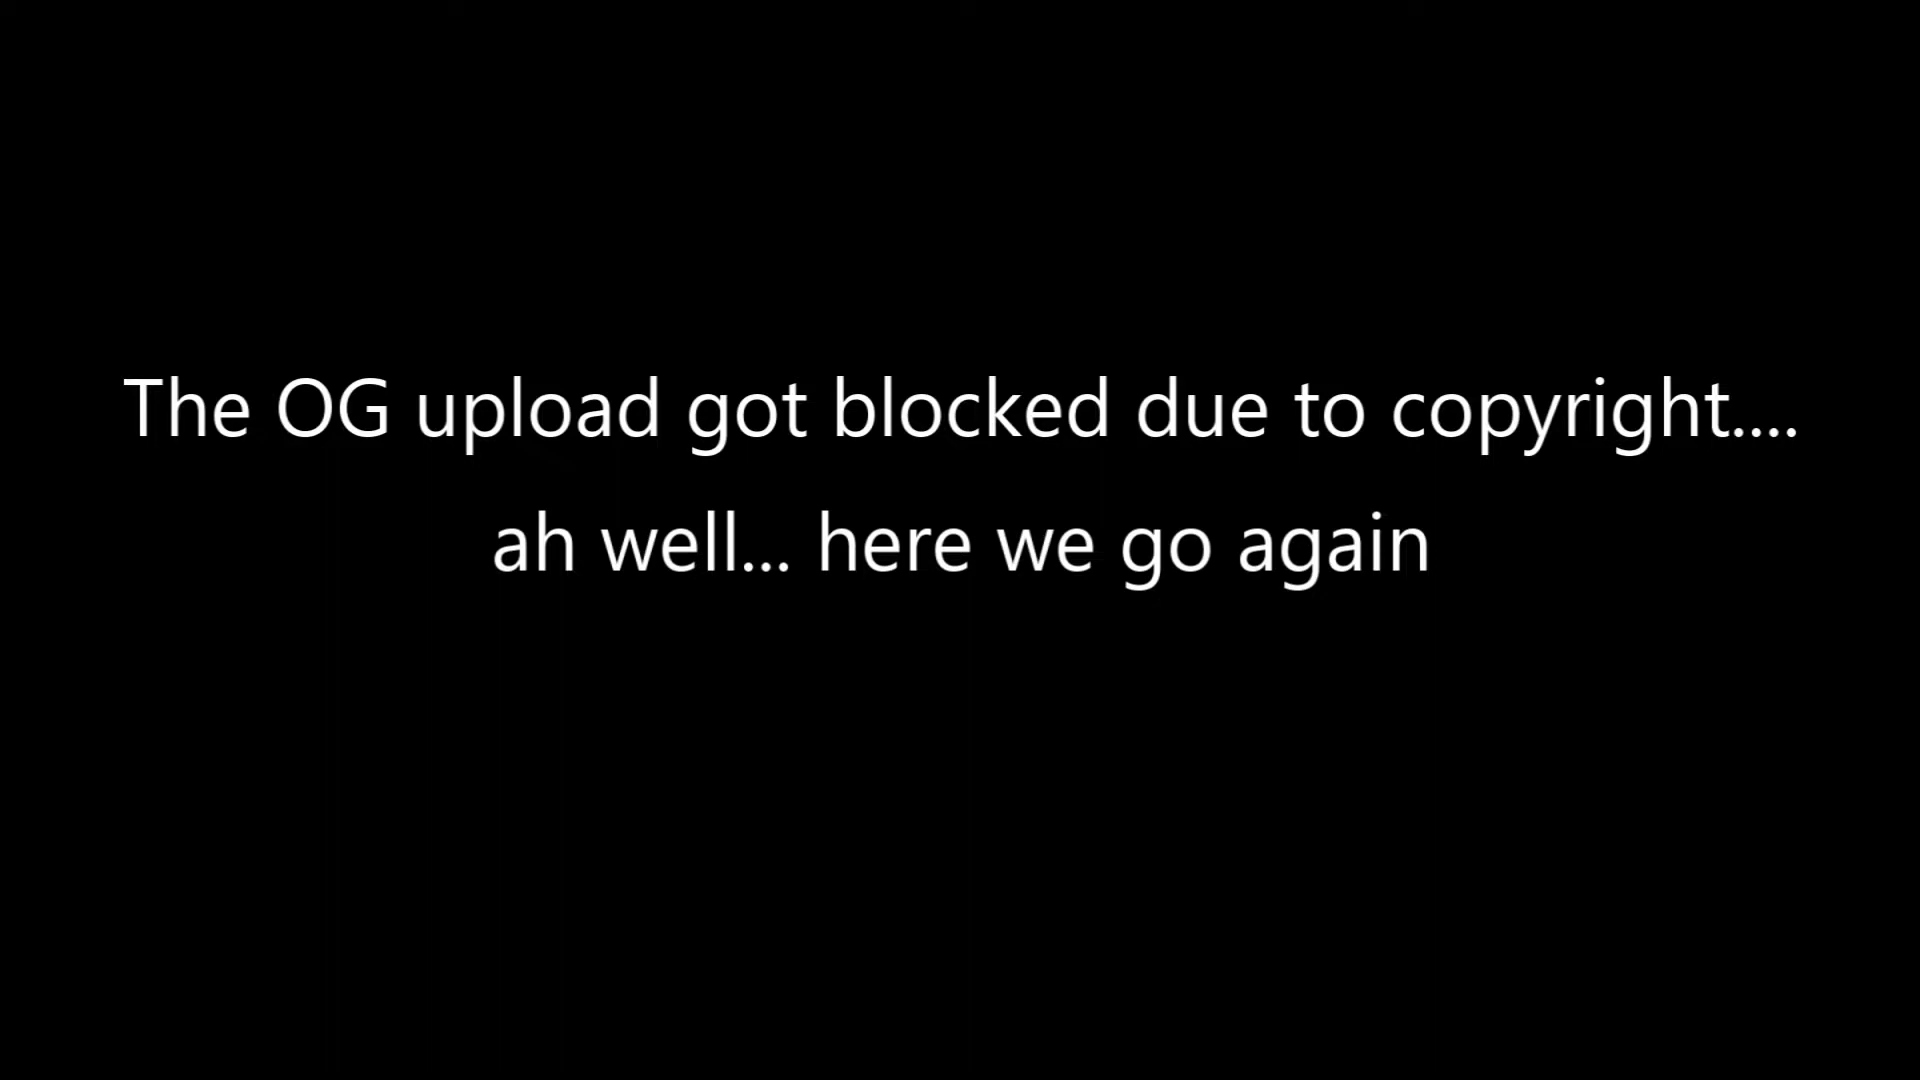 The OG upload got blocked due to copyright....
ah well... here we go again